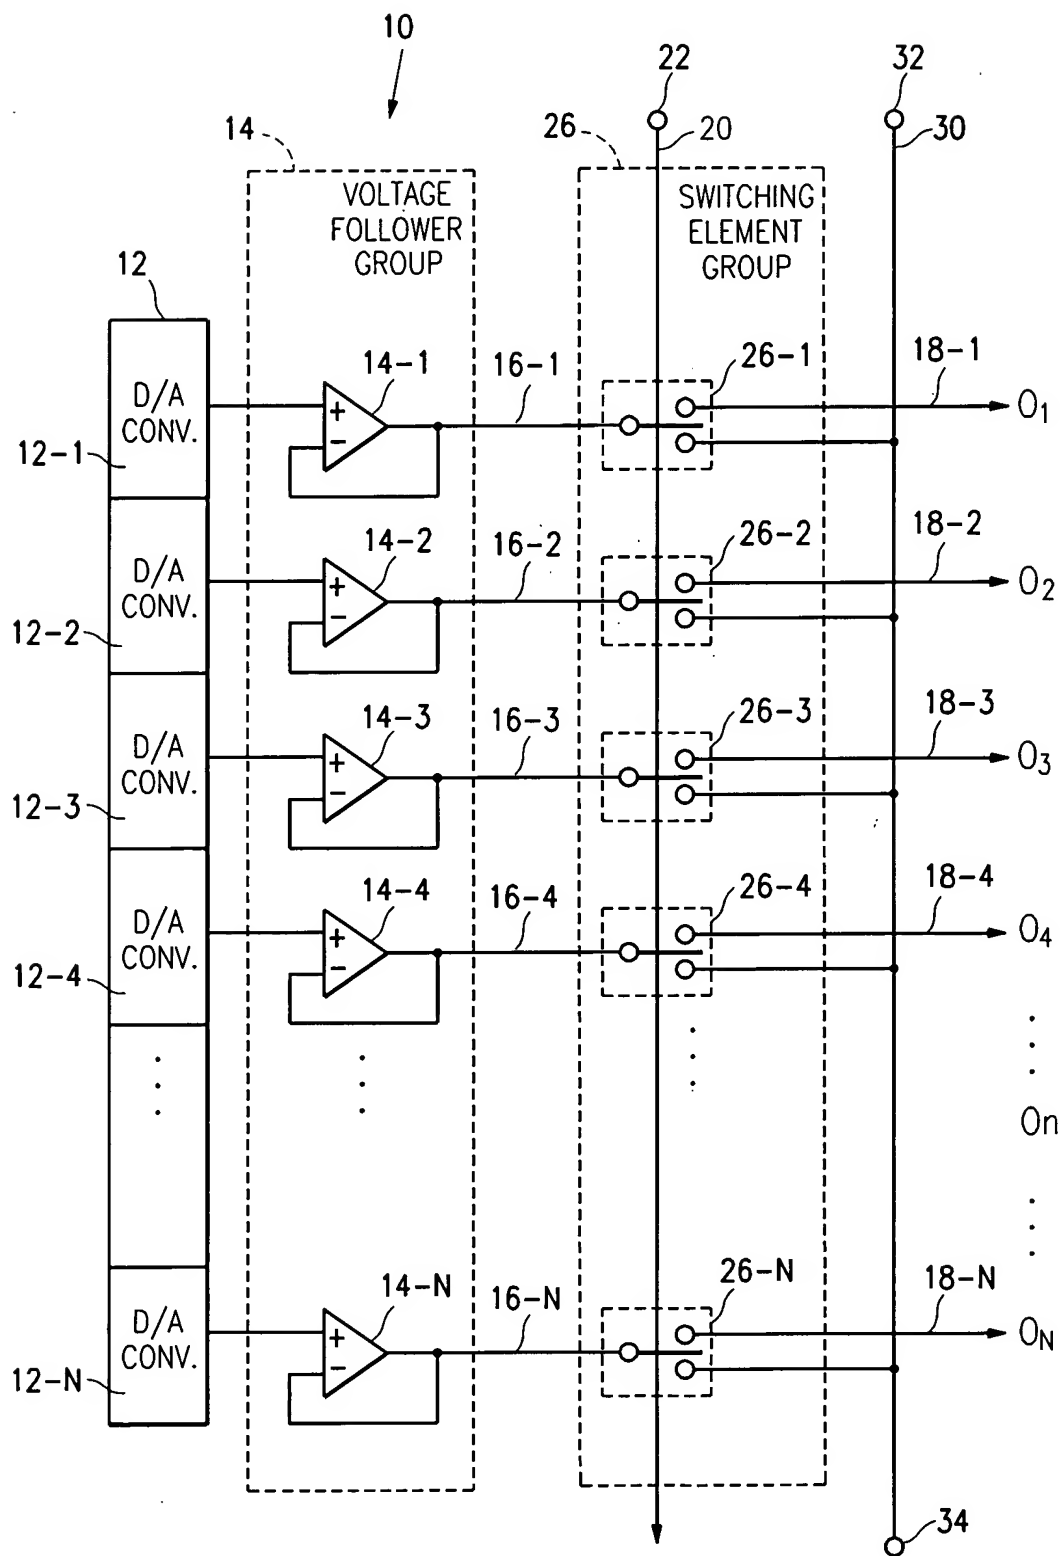 10
22
32
14
26
20
30
VOLTAGE
FOLLOWER
GROUP
SWITCHING
ELEMENT
GROUP
12
D/A
CONV.
12-1
+
−
14-1
16-1
26-1
18-1
O1
D/A
CONV.
12-2
+
−
14-2
16-2
26-2
18-2
O2
D/A
CONV.
12-3
+
−
14-3
16-3
26-3
18-3
O3
D/A
CONV.
12-4
+
−
14-4
16-4
26-4
18-4
O4
On
D/A
CONV.
12-N
+
−
14-N
16-N
26-N
18-N
ON
34